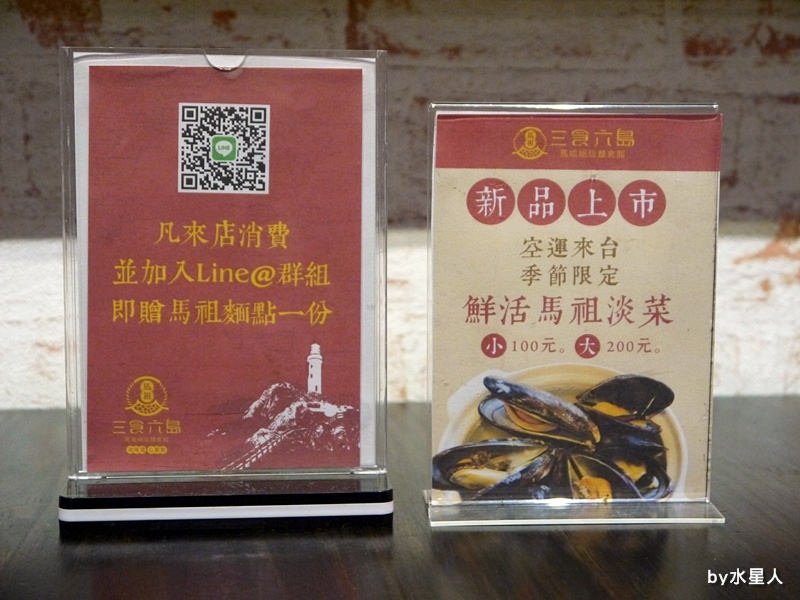 LINE
凡來店消費
並加入Line@群組
即贈馬祖麵點一份
馬祖
三食六島
三食六島
新品上市
空運來台
季節限定
鮮活馬祖淡菜
小 100元。 大 200元。
by水星人